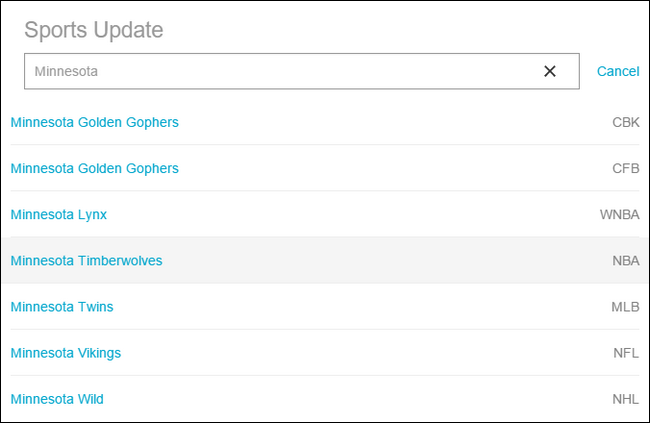 Sports Update
Minnesota
Cancel
Minnesota Golden Gophers CBK
Minnesota Golden Gophers CFB
Minnesota Lynx WNBA
Minnesota Timberwolves NBA
Minnesota Twins MLB
Minnesota Vikings NFL
Minnesota Wild NHL